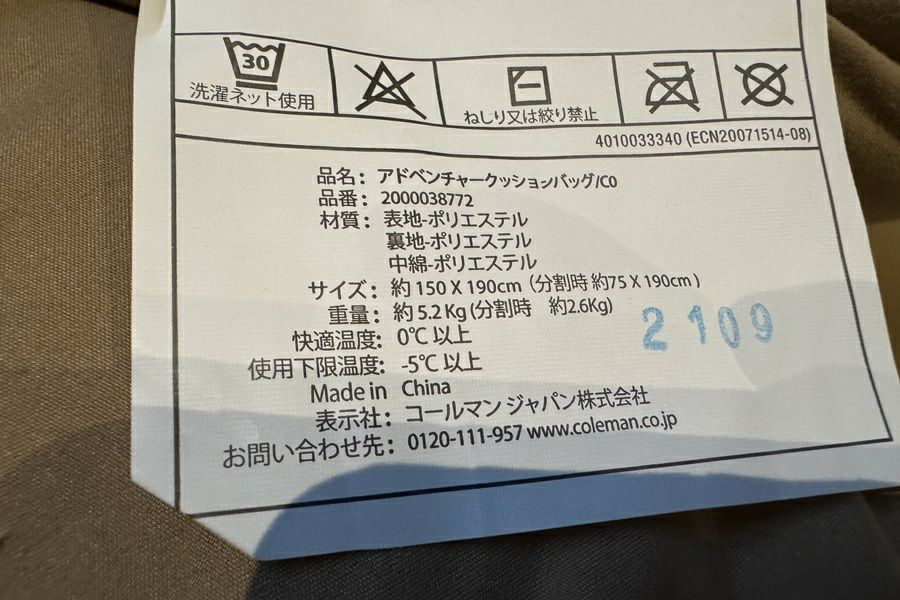 30
洗濯ネット使用
ねじり又は絞り禁止
4010033340 (ECN20071514-08)
品名: アドベンチャークッションバッグ/C0
品番: 2000038772
材質: 表地-ポリエステル
裏地-ポリエステル
中綿-ポリエステル
サイズ: 約 150 X 190cm (分割時 約75 X 190cm )
重量: 約 5.2 Kg (分割時 約2.6Kg)
快適温度: 0℃ 以上
使用下限温度: -5℃ 以上
Made in China
表示社: コールマン ジャパン株式会社
お問い合わせ先: 0120-111-957 www.coleman.co.jp
2109